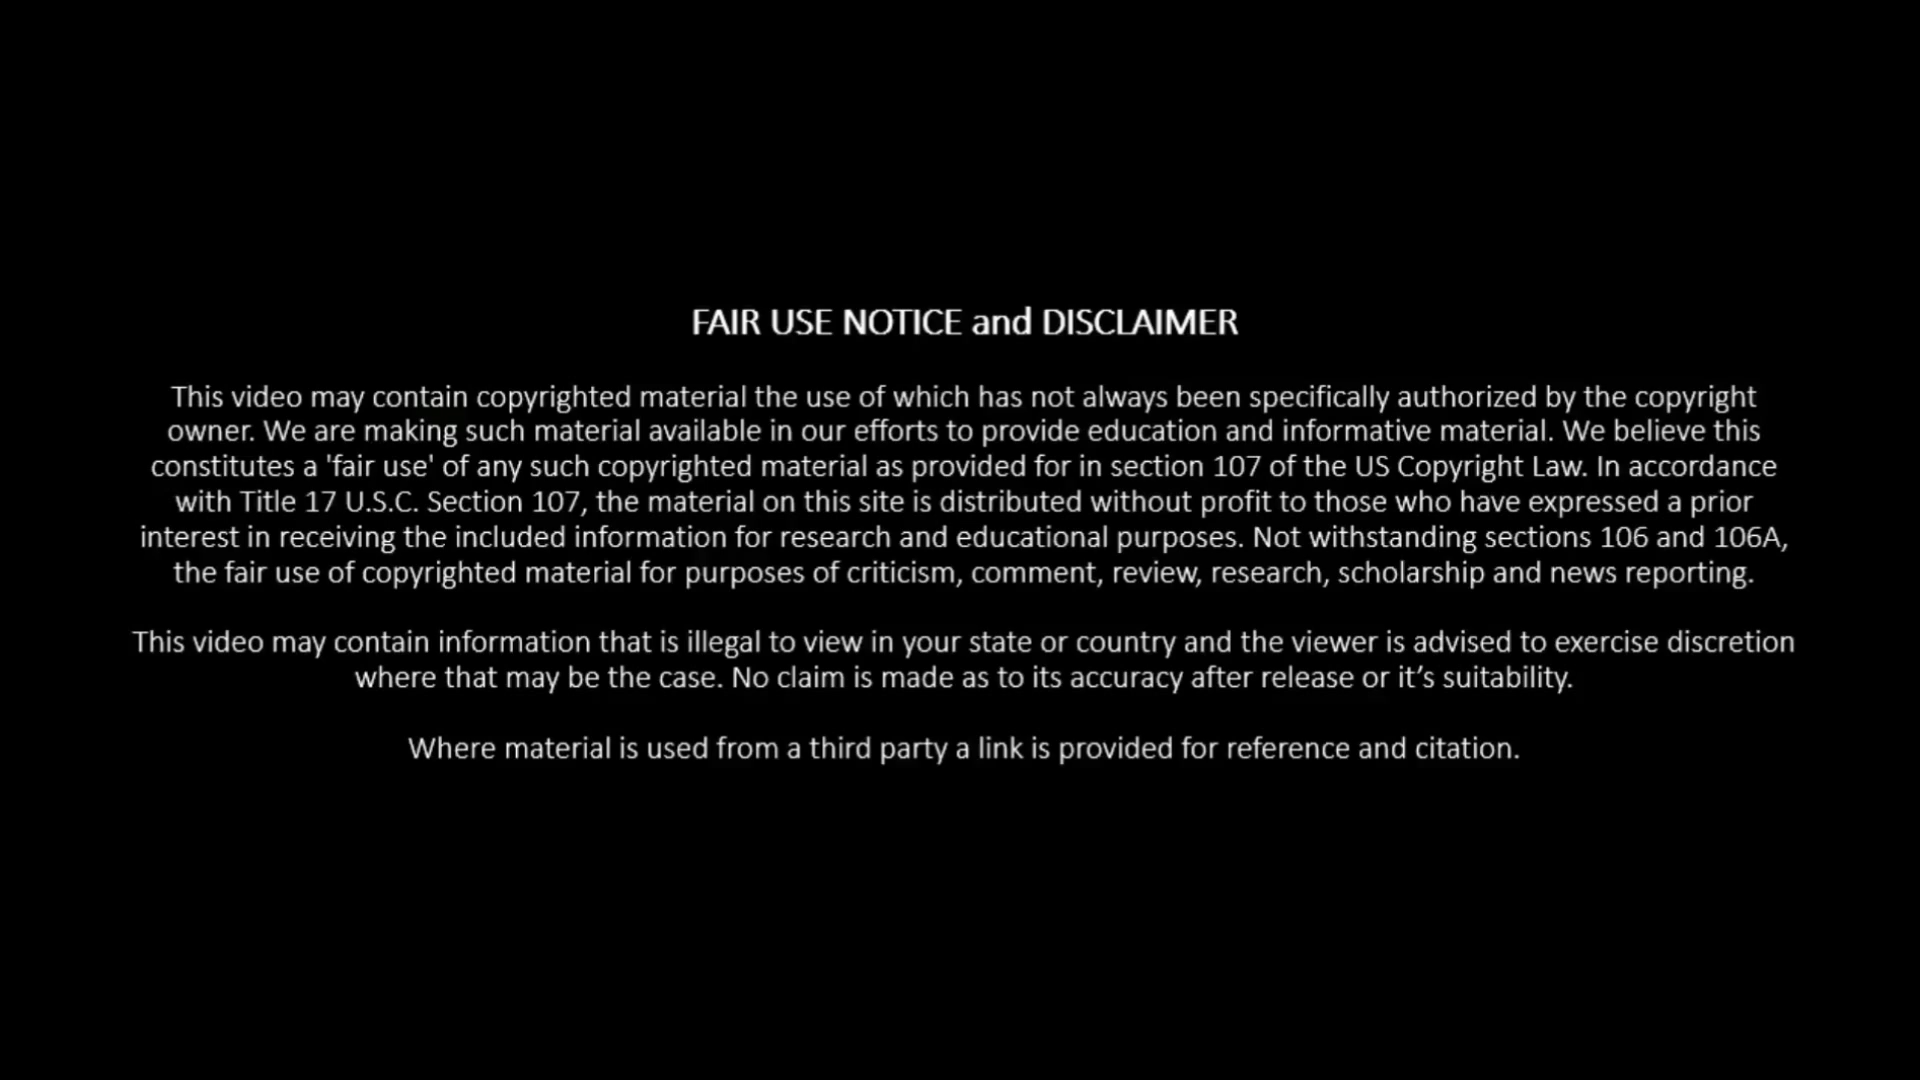 FAIR USE NOTICE and DISCLAIMER
This video may contain copyrighted material the use of which has not always been specifically authorized by the copyright
owner. We are making such material available in our efforts to provide education and informative material. We believe this
constitutes a 'fair use' of any such copyrighted material as provided for in section 107 of the US Copyright Law. In accordance
with Title 17 U.S.C. Section 107, the material on this site is distributed without profit to those who have expressed a prior
interest in receiving the included information for research and educational purposes. Not withstanding sections 106 and 106A,
the fair use of copyrighted material for purposes of criticism, comment, review, research, scholarship and news reporting.
This video may contain information that is illegal to view in your state or country and the viewer is advised to exercise discretion
where that may be the case. No claim is made as to its accuracy after release or it’s suitability.
Where material is used from a third party a link is provided for reference and citation.